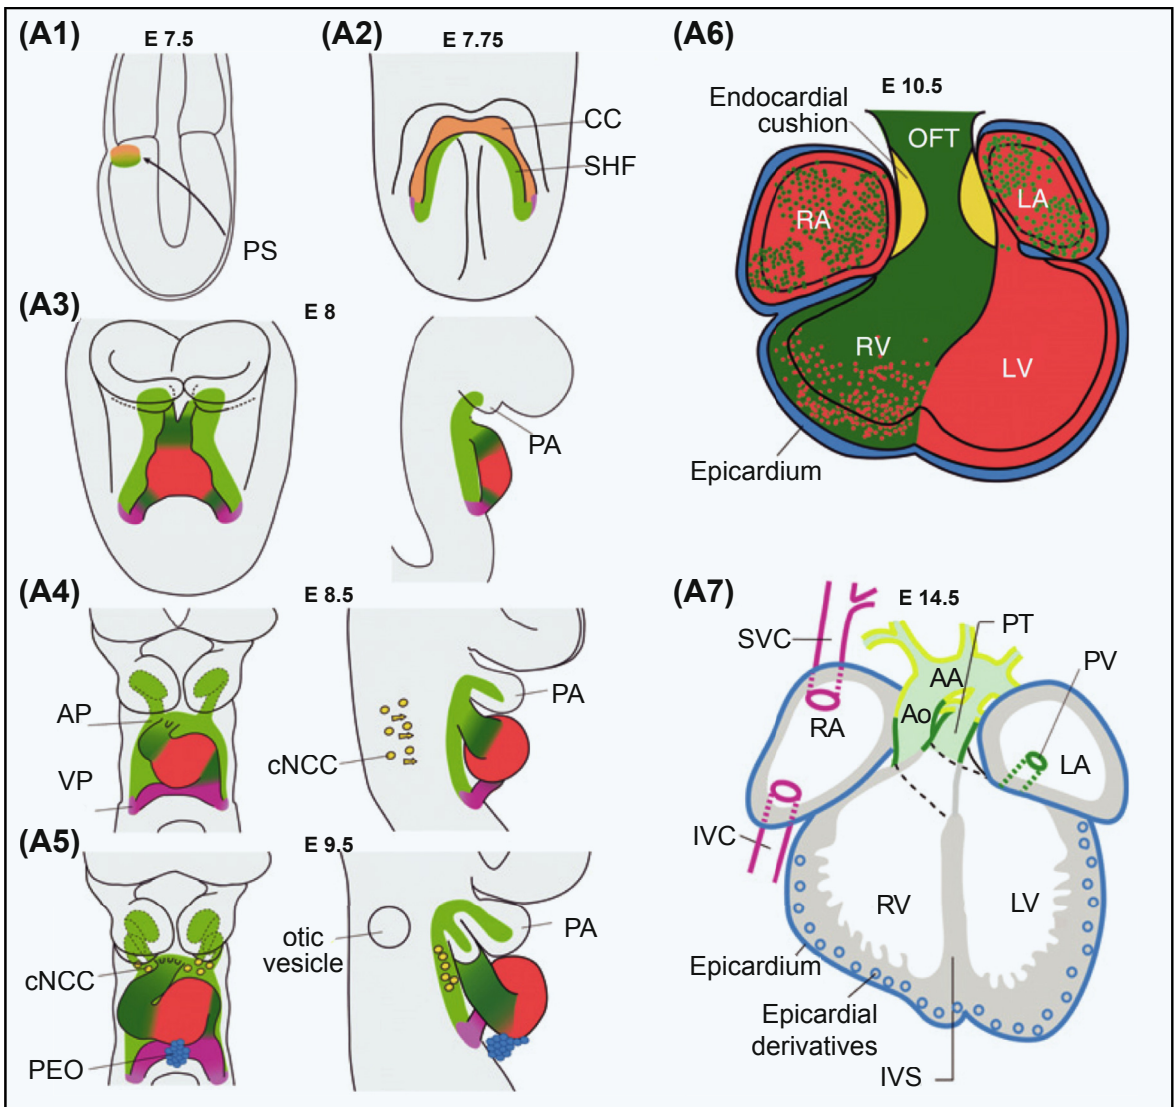 (A1)
E 7.5
PS
(A2)
E 7.75
CC
SHF
(A3)
E 8
PA
(A4)
E 8.5
AP
VP
cNCC
PA
(A5)
E 9.5
cNCC
PEO
otic
vesicle
PA
(A6)
E 10.5
Endocardial
cushion
OFT
RA
LA
RV
LV
Epicardium
(A7)
E 14.5
SVC
PT
PV
AA
Ao
RA
LA
IVC
RV
LV
Epicardium
Epicardial
derivatives
IVS